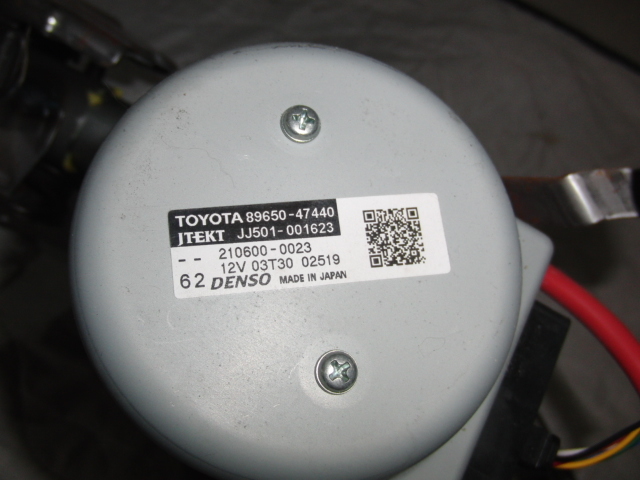 TOYOTA 89650-47440
JTEKT JJ501-001623
-- 210600-0023
12V 03T30 02519
62 DENSO MADE IN JAPAN